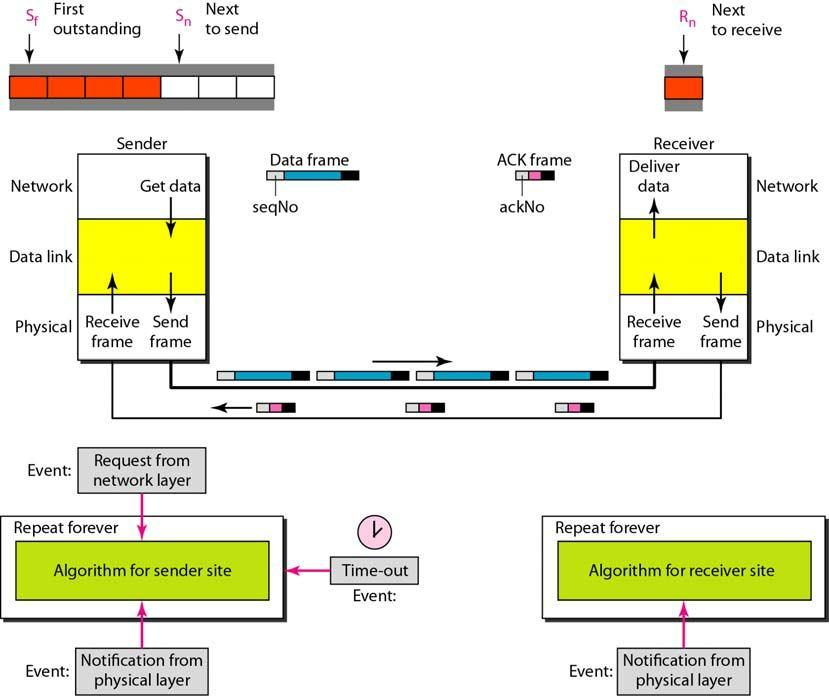 Sf First outstanding
Sn Next to send
Rn Next to receive
Sender
Receiver
Data frame
seqNo
ACK frame
ackNo
Network
Get data
Deliver data
Network
Data link
Data link
Physical
Receive frame
Send frame
Receive frame
Send frame
Physical
Event:
Request from
network layer
Repeat forever
Algorithm for sender site
Time-out
Event:
Event:
Notification from
physical layer
Repeat forever
Algorithm for receiver site
Event:
Notification from
physical layer